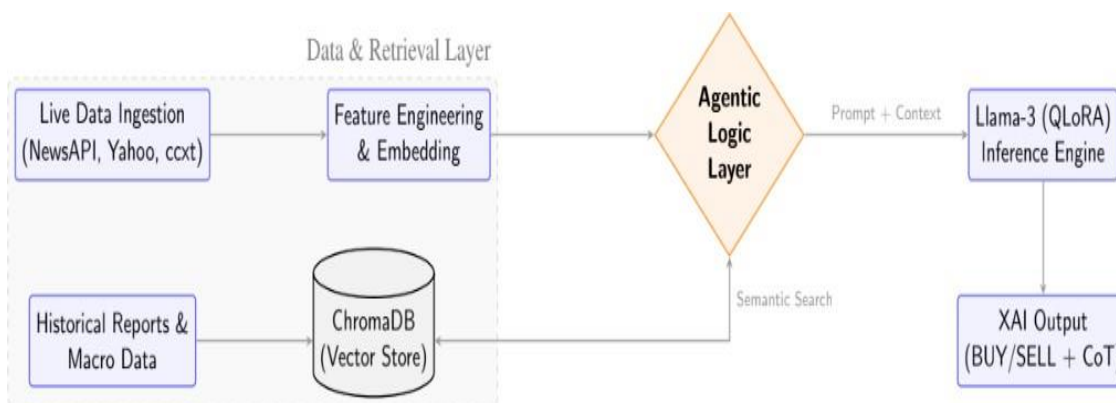 Data & Retrieval Layer
Live Data Ingestion
(NewsAPI, Yahoo, ccxt)
Feature Engineering
& Embedding
Agentic
Logic
Layer
Prompt + Context
Llama-3 (QLoRA)
Inference Engine
Historical Reports &
Macro Data
ChromaDB
(Vector Store)
Semantic Search
XAI Output
(BUY/SELL + CoT)